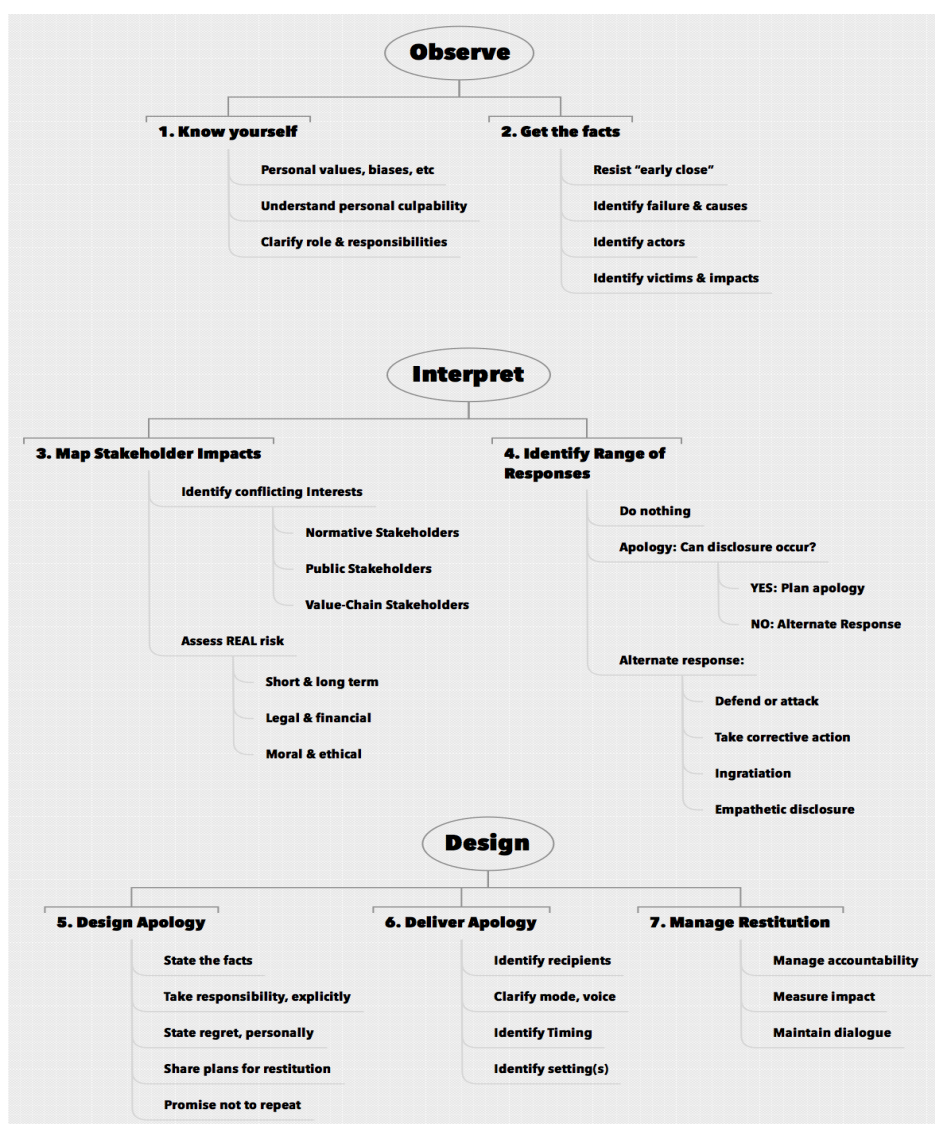 Observe
1. Know yourself
Personal values, biases, etc
Understand personal culpability
Clarify role & responsibilities
2. Get the facts
Resist “early close”
Identify failure & causes
Identify actors
Identify victims & impacts
Interpret
3. Map Stakeholder Impacts
Identify conflicting Interests
Normative Stakeholders
Public Stakeholders
Value-Chain Stakeholders
Assess REAL risk
Short & long term
Legal & financial
Moral & ethical
4. Identify Range of
Responses
Do nothing
Apology: Can disclosure occur?
YES: Plan apology
NO: Alternate Response
Alternate response:
Defend or attack
Take corrective action
Ingratiation
Empathetic disclosure
Design
5. Design Apology
State the facts
Take responsibility, explicitly
State regret, personally
Share plans for restitution
Promise not to repeat
6. Deliver Apology
Identify recipients
Clarify mode, voice
Identify Timing
Identify setting(s)
7. Manage Restitution
Manage accountability
Measure impact
Maintain dialogue